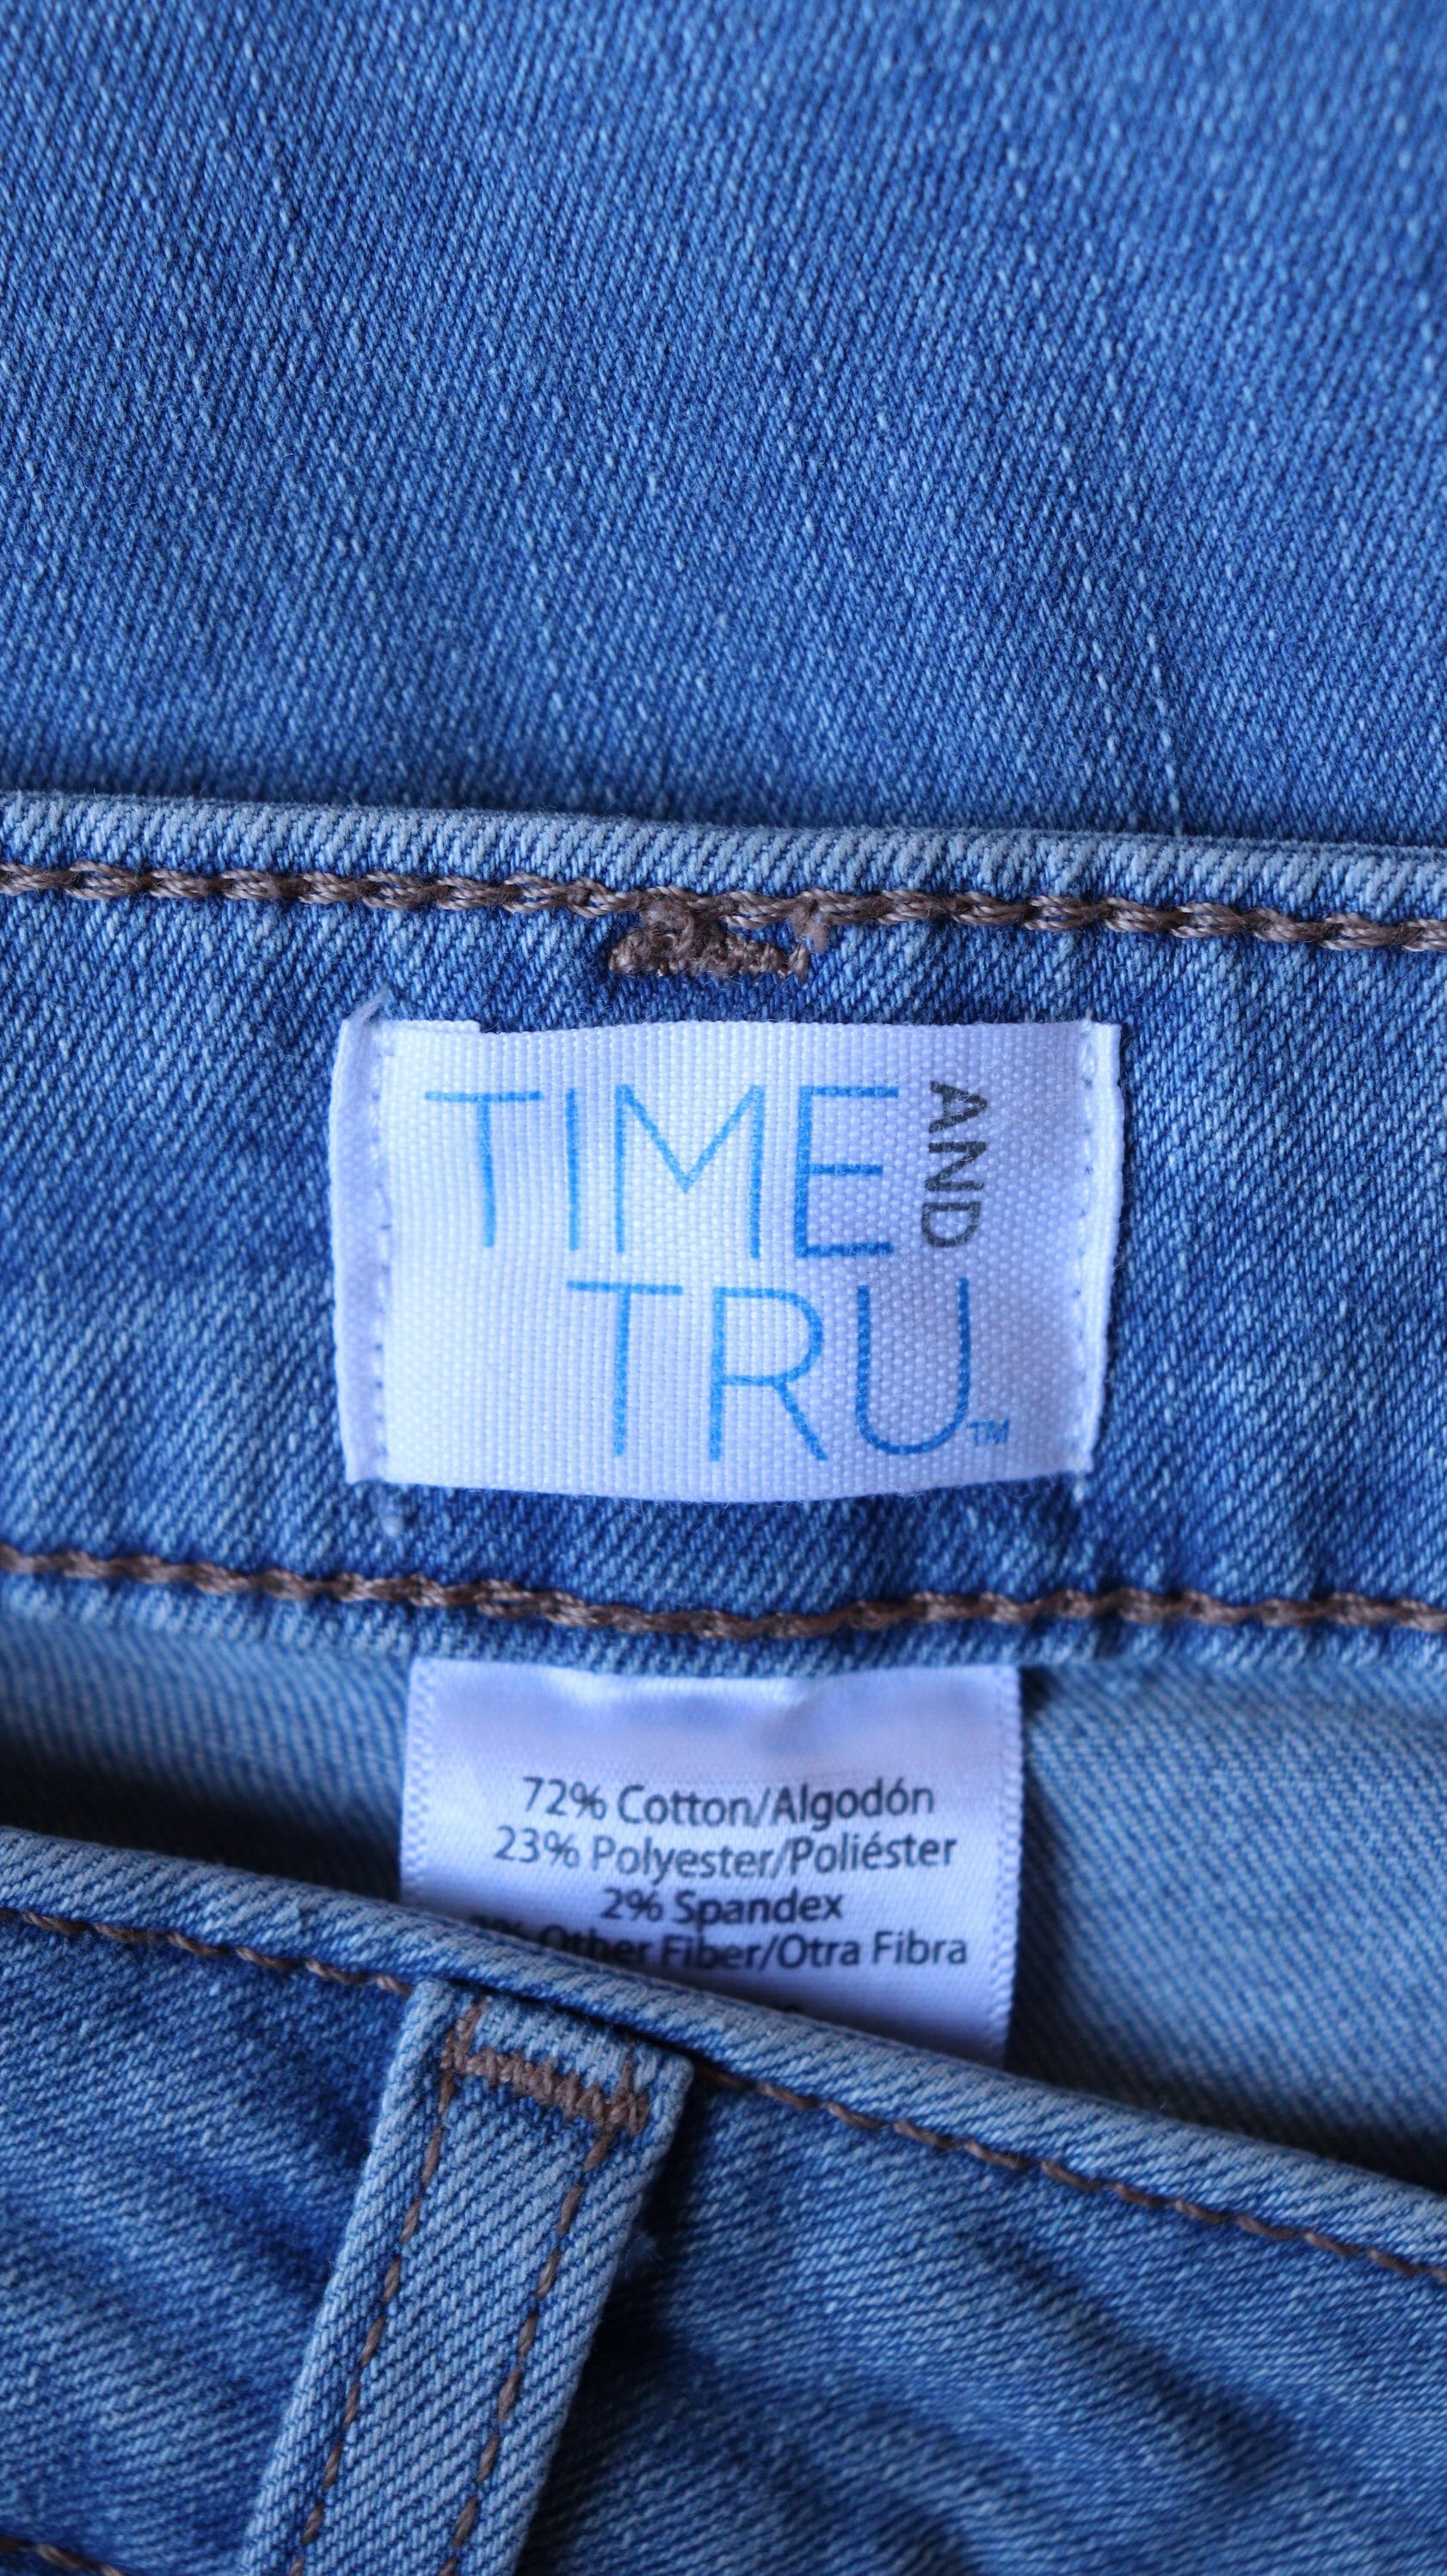 TIME AND
TRU™
72% Cotton/Algodón
23% Polyester/Poliéster
2% Spandex
Other Fiber/Otra Fibra